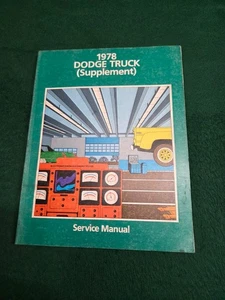 1978
DODGE TRUCK
(Supplement)
Service Manual